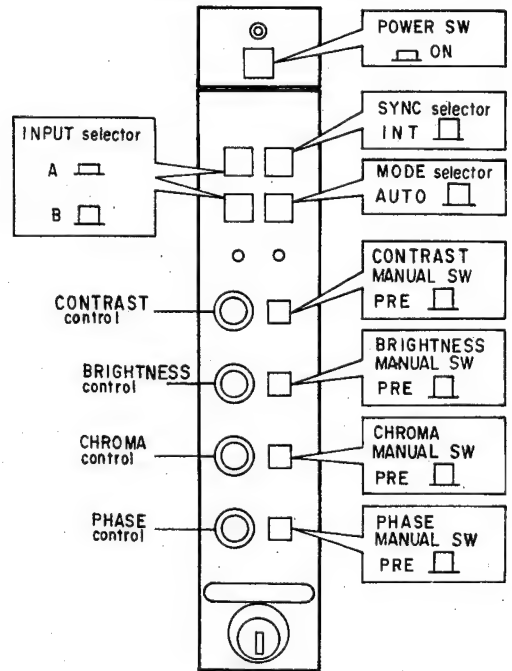 POWER SW
ON
SYNC selector
INT
INPUT selector
A
B
MODE selector
AUTO
CONTRAST
MANUAL SW
PRE
CONTRAST
control
BRIGHTNESS
MANUAL SW
PRE
BRIGHTNESS
control
CHROMA
MANUAL SW
PRE
CHROMA
control
PHASE
MANUAL SW
PRE
PHASE
control